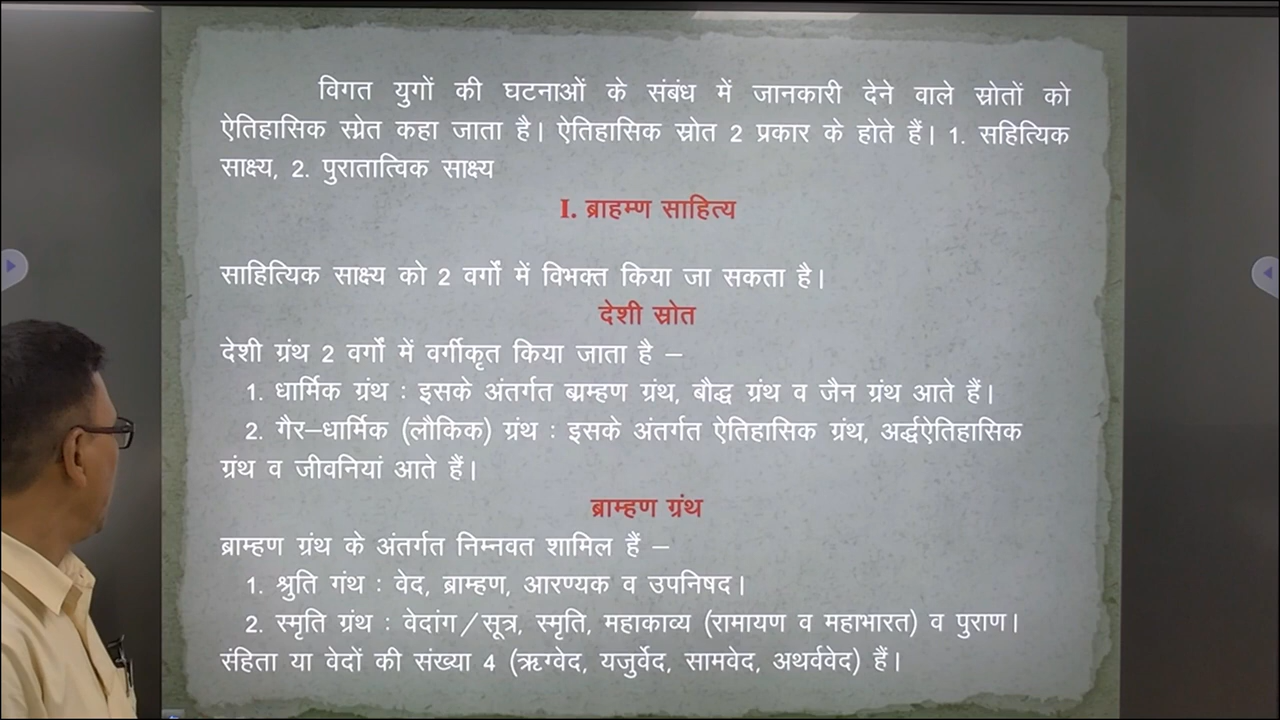 विगत युगों की घटनाओं के संबंध में जानकारी देने वाले स्रोतों को
ऐतिहासिक स्प्रेत कहा जाता है। ऐतिहासिक स्रोत 2 प्रकार के होते हैं। 1. सहित्यिक
साक्ष्य, 2. पुरातात्विक साक्ष्य
I. ब्राहम्ण साहित्य
साहित्यिक साक्ष्य को 2 वर्गों में विभक्त किया जा सकता है।
देशी स्रोत
देशी ग्रंथ 2 वर्गों में वर्गीकृत किया जाता है –
1. धार्मिक ग्रंथ : इसके अंतर्गत ब्राम्हण ग्रंथ, बौद्ध ग्रंथ व जैन ग्रंथ आते हैं।
2. गैर–धार्मिक (लौकिक) ग्रंथ : इसके अंतर्गत ऐतिहासिक ग्रंथ, अर्द्धऐतिहासिक
ग्रंथ व जीवनियां आते हैं।
ब्राम्हण ग्रंथ
ब्राम्हण ग्रंथ के अंतर्गत निम्नवत शामिल हैं –
1. श्रुति गंथ : वेद, ब्राम्हण, आरण्यक व उपनिषद।
2. स्मृति ग्रंथ : वेदांग/सूत्र, स्मृति, महाकाव्य (रामायण व महाभारत) व पुराण।
संहिता या वेदों की संख्या 4 (ऋग्वेद, यजुर्वेद, सामवेद, अथर्ववेद) हैं।